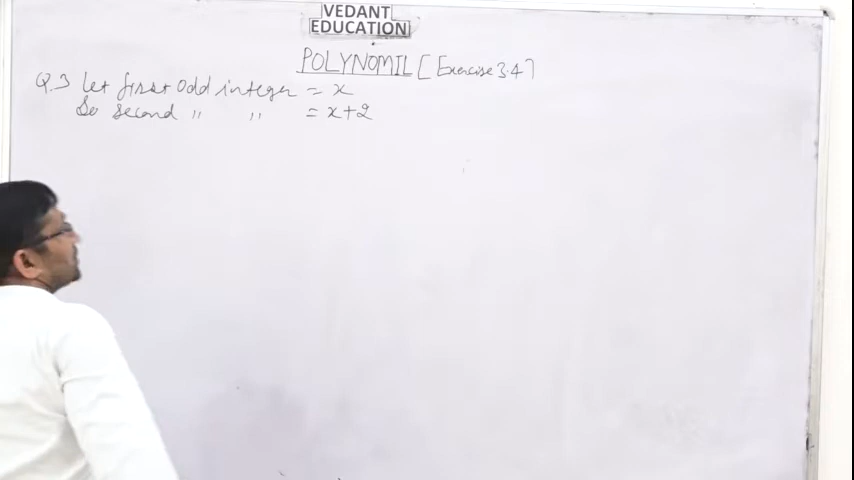 VEDANT
EDUCATION
POLYNOMIL [Exercise 3.4]
Q.3 Let first odd integer = x
So second " " = x+2